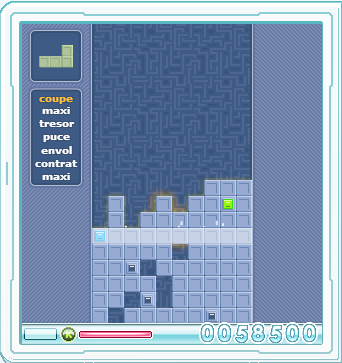 coupe
maxi
tresor
puce
envol
contrat
maxi
0058500